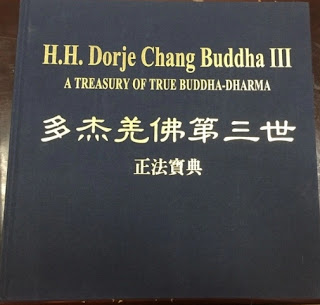 H.H. Dorje Chang Buddha III
A TREASURY OF TRUE BUDDHA-DHARMA
多杰羌佛第三世
正法寶典